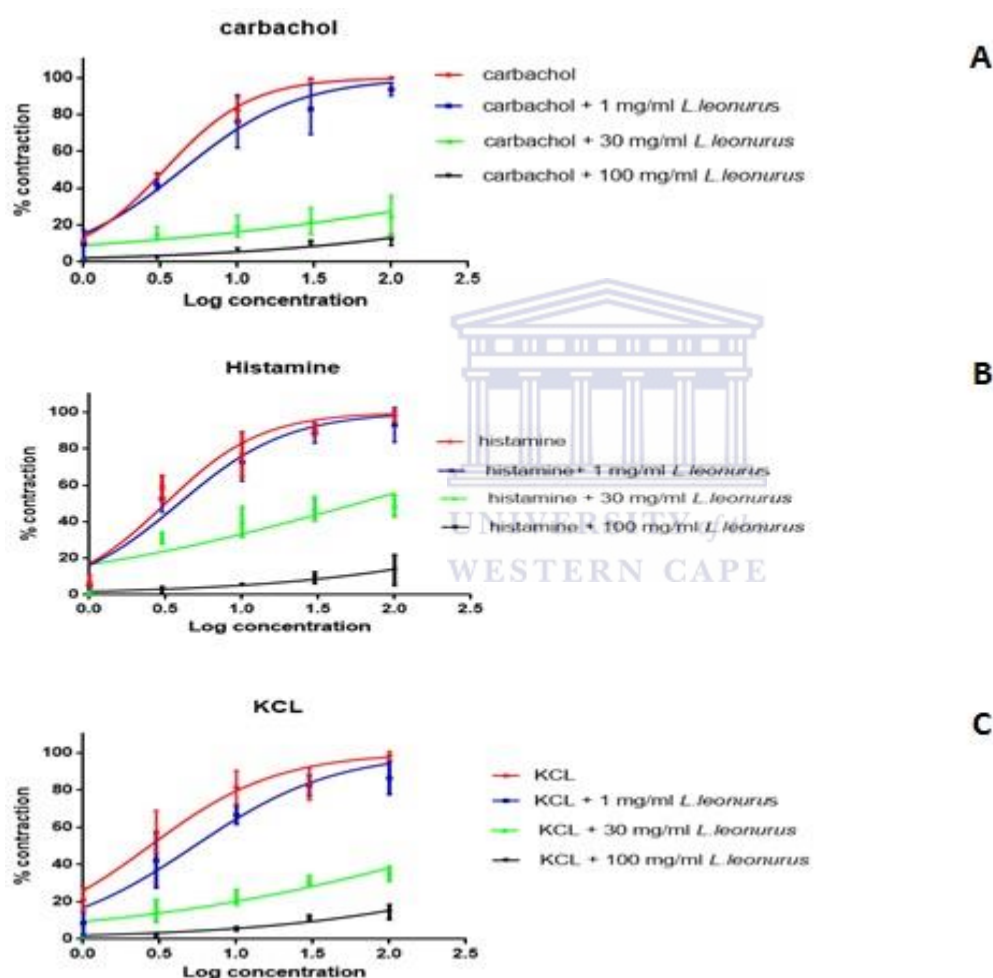 carbachol
A
% contraction
100
80
60
40
20
0
0.0 0.5 1.0 1.5 2.0 2.5
Log concentration
carbachol
carbachol + 1 mg/ml L.leonurus
carbachol + 30 mg/ml L.leonurus
carbachol + 100 mg/ml L.leonurus
Histamine
B
% contraction
100
80
60
40
20
0
0.0 0.5 1.0 1.5 2.0 2.5
Log concentration
histamine
histamine+ 1 mg/ml L.leonurus
histamine + 30 mg/ml L.leonurus
histamine + 100 mg/ml L.leonurus
UNIVERSITY of the
WESTERN CAPE
KCL
C
% contraction
100
80
60
40
20
0
0.0 0.5 1.0 1.5 2.0 2.5
Log concentration
KCL
KCL + 1 mg/ml L.leonurus
KCL + 30 mg/ml L.leonurus
KCL + 100 mg/ml L.leonurus